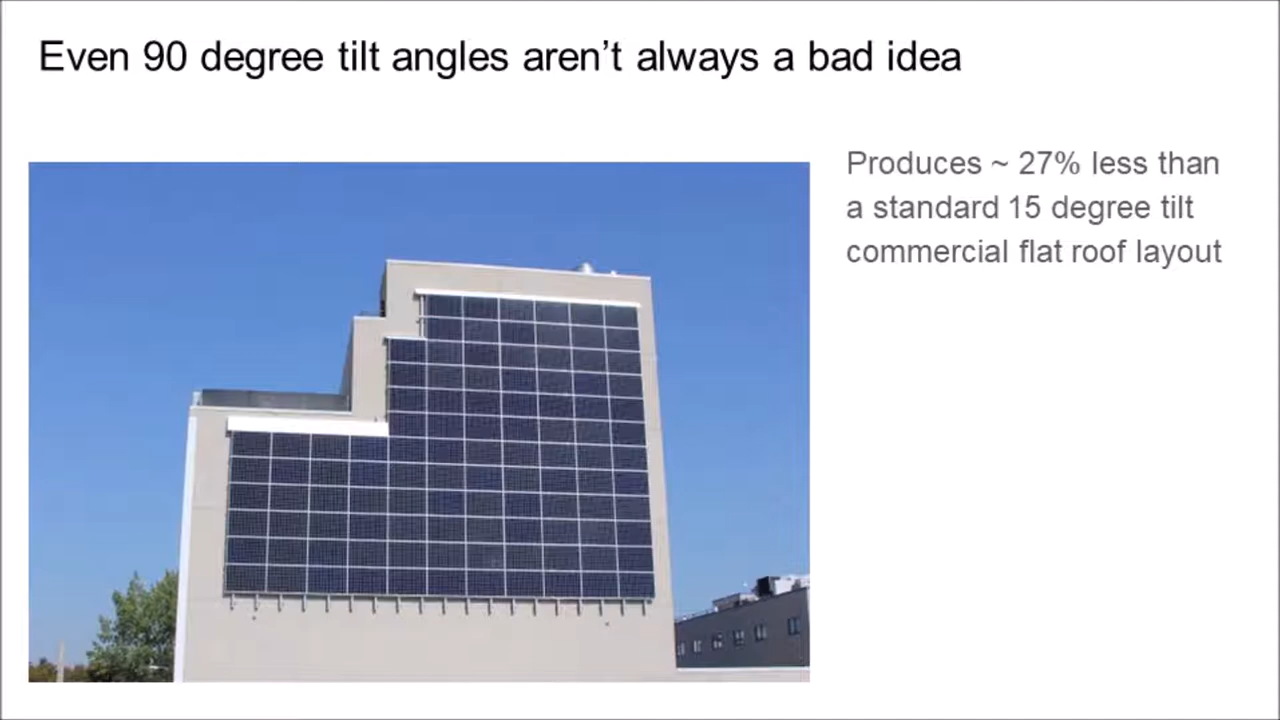 Even 90 degree tilt angles aren’t always a bad idea
Produces ~ 27% less than
a standard 15 degree tilt
commercial flat roof layout